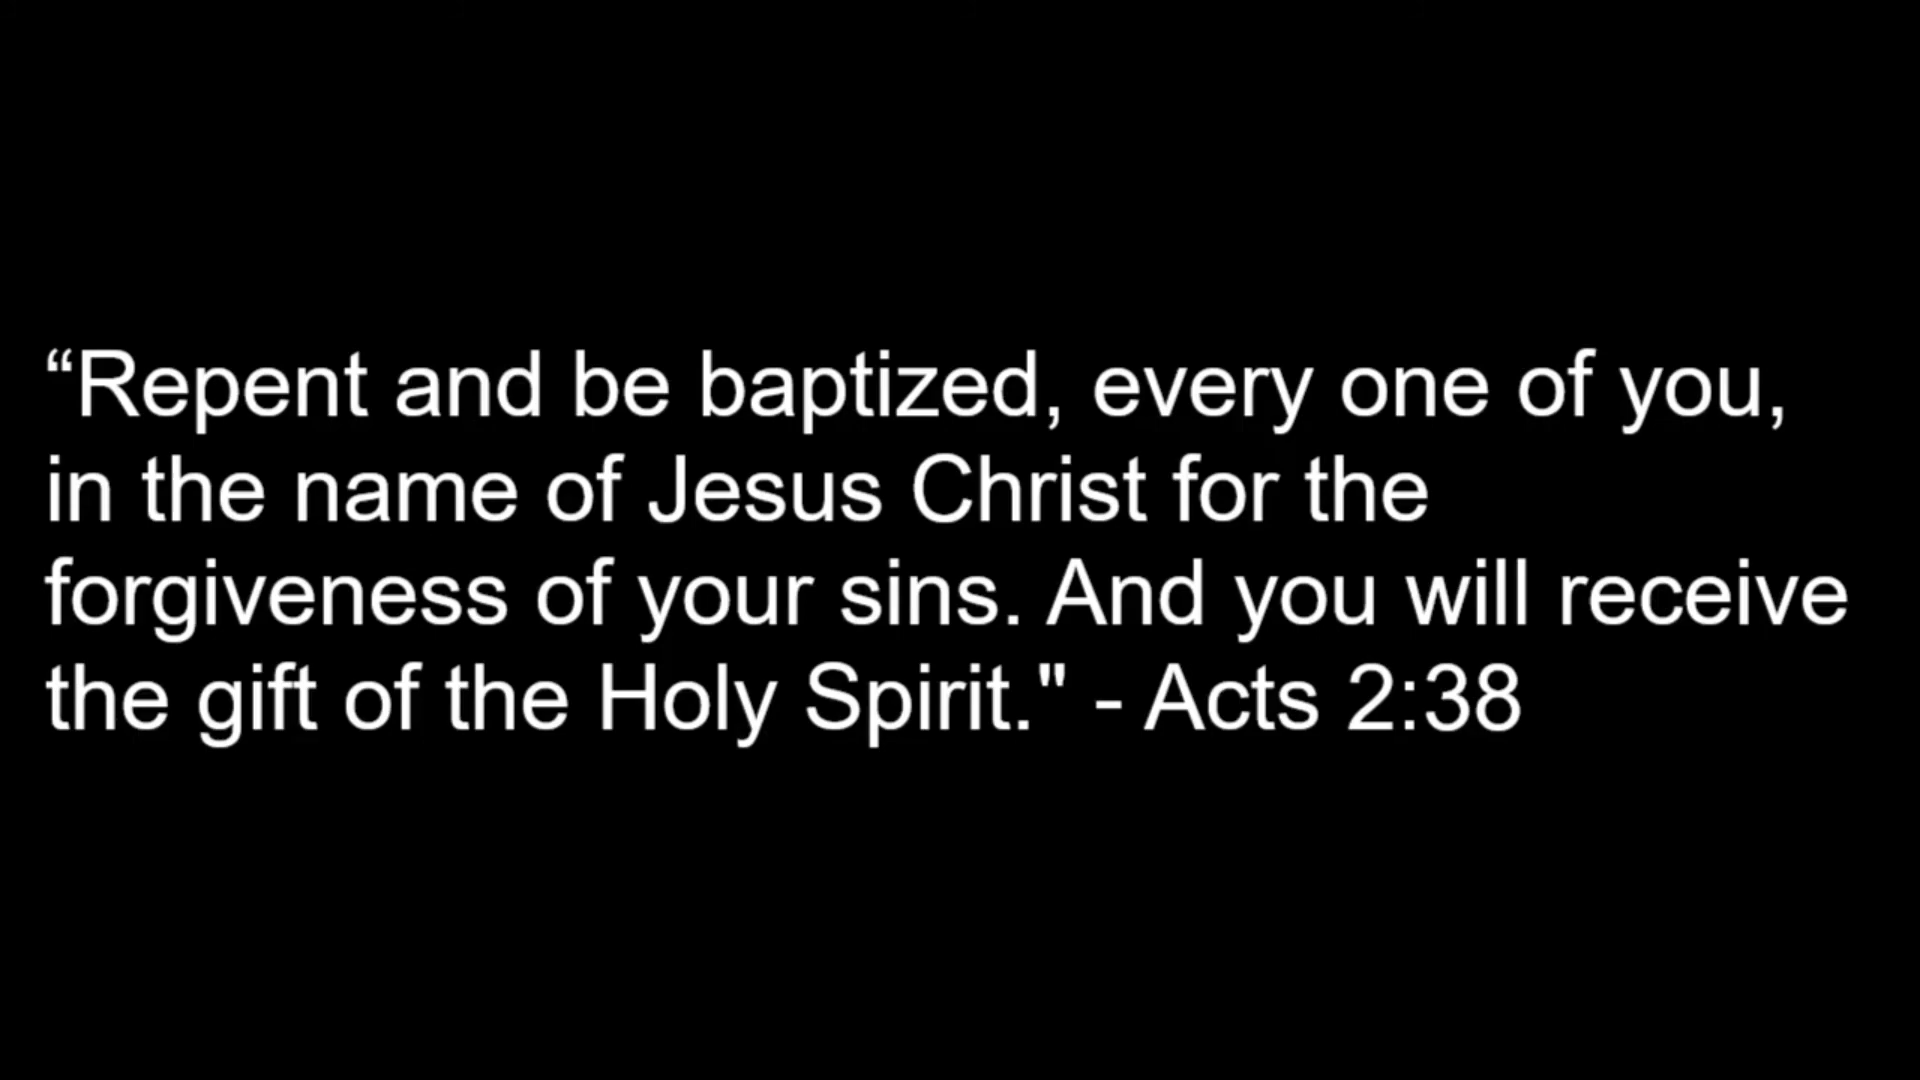 “Repent and be baptized, every one of you,
in the name of Jesus Christ for the
forgiveness of your sins. And you will receive
the gift of the Holy Spirit." - Acts 2:38